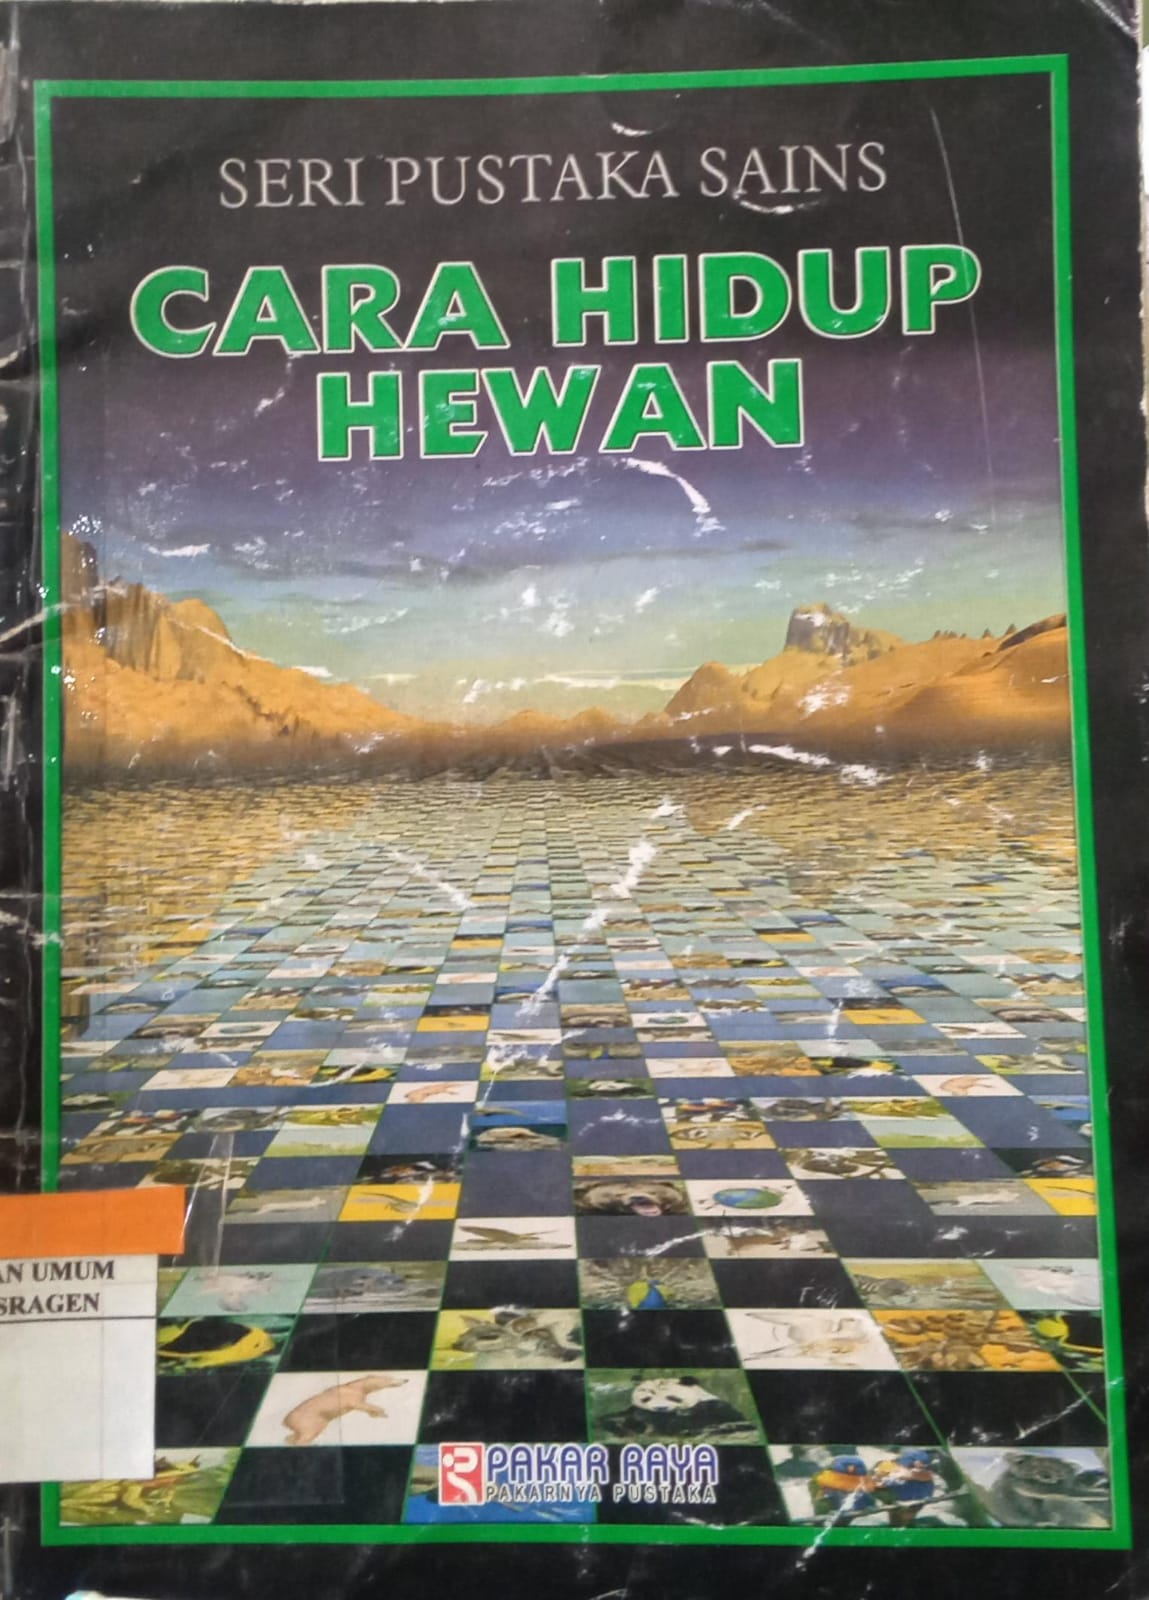 SERI PUSTAKA SAINS
CARA HIDUP
HEWAN
AN UMUM
SRAGEN
PAKAR RAYA
PAKARNYA PUSTAKA